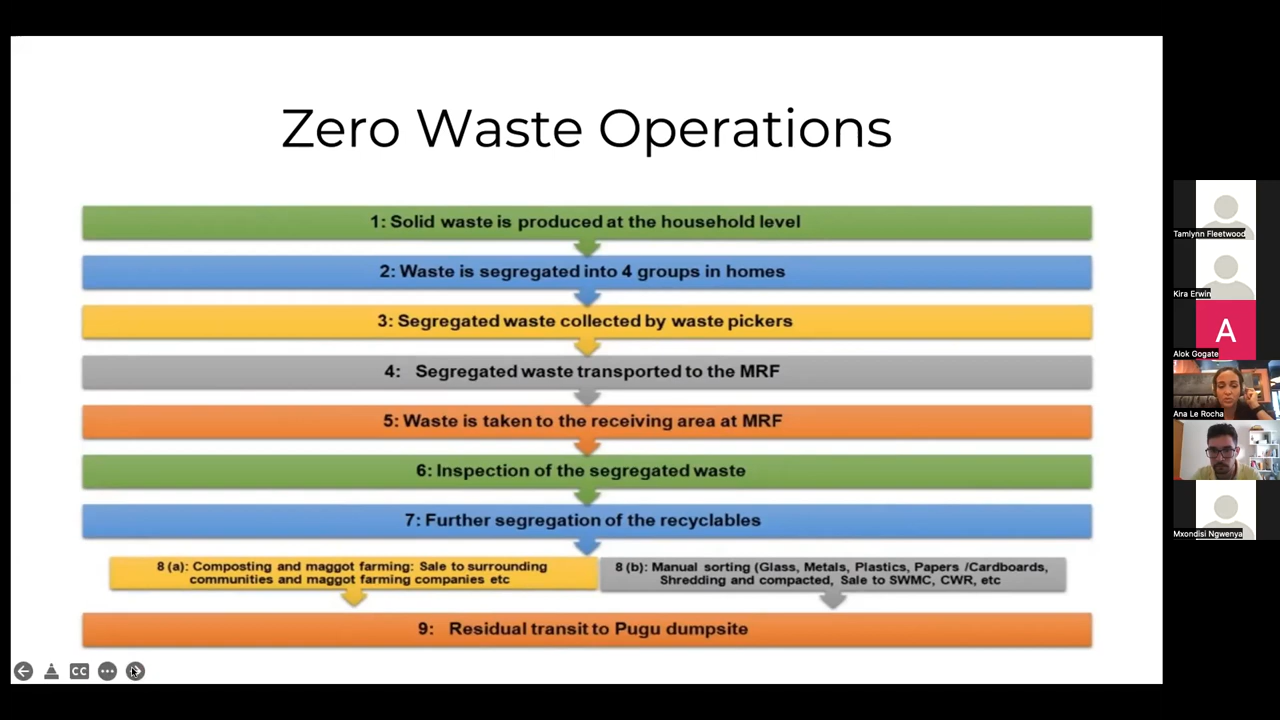 Zero Waste Operations
1: Solid waste is produced at the household level
2: Waste is segregated into 4 groups in homes
3: Segregated waste collected by waste pickers
4: Segregated waste transported to the MRF
5: Waste is taken to the receiving area at MRF
6: Inspection of the segregated waste
7: Further segregation of the recyclables
8 (a): Composting and maggot farming: Sale to surrounding
communities and maggot farming companies etc
8 (b): Manual sorting (Glass, Metals, Plastics, Papers /Cardboards,
Shredding and compacted, Sale to SWMC, CWR, etc
9: Residual transit to Pugu dumpsite
CC
Tamlynn Fleetwood
Kira Erwin
A
Alok Gogate
Ana Le Rocha
Mxondisi Ngwenya